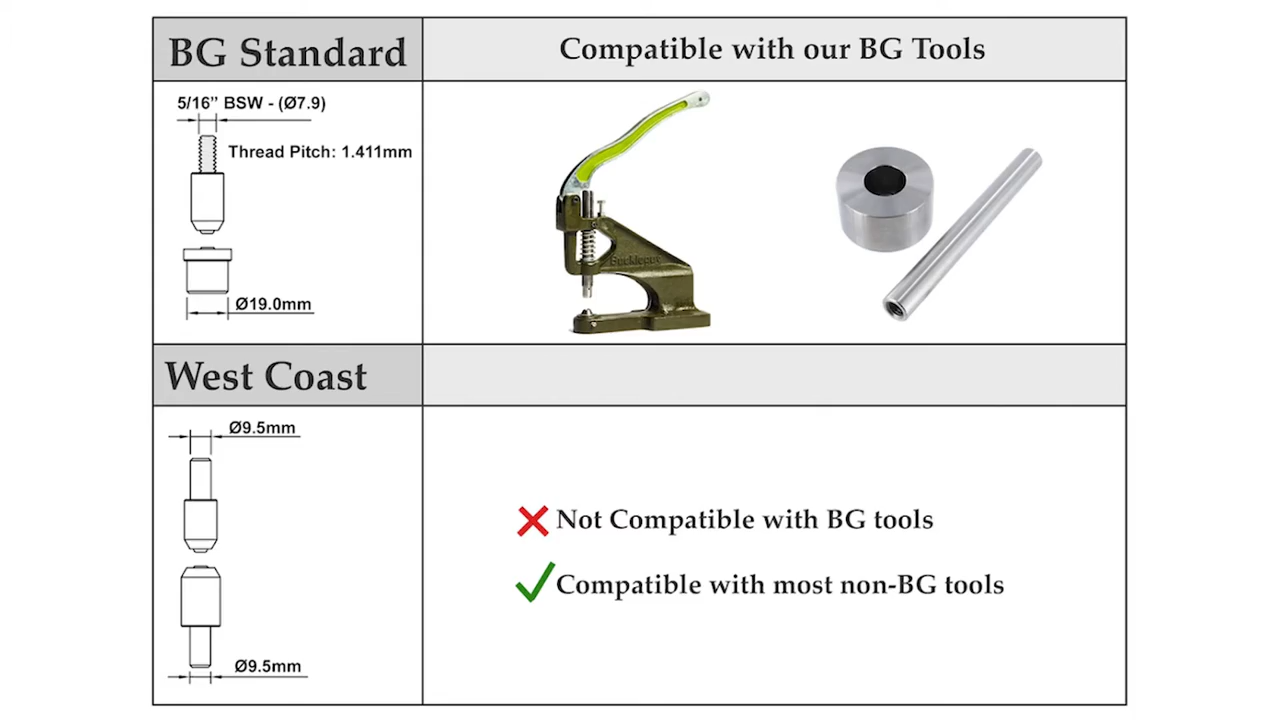 BG Standard
Compatible with our BG Tools
5/16” BSW - (Ø7.9)
Thread Pitch: 1.411mm
Ø19.0mm
West Coast
Ø9.5mm
Not Compatible with BG tools
Compatible with most non-BG tools
Ø9.5mm